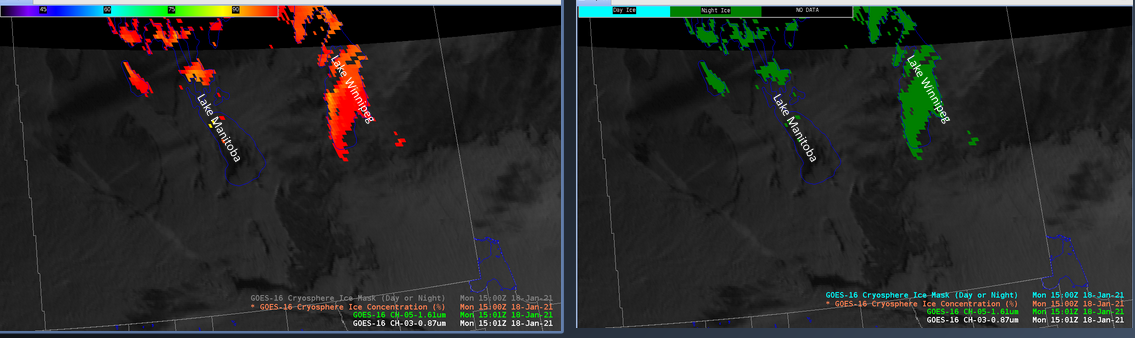 45 60 75 90
Lake Winnipeg
Lake Manitoba
GOES-16 Cryosphere Ice Mask (Day or Night) Mon 15:00Z 18-Jan-21
* GOES-16 Cryosphere Ice Concentration (%) Mon 15:00Z 18-Jan-21
GOES-16 CH-05-1.61um Mon 15:01Z 18-Jan-21
GOES-16 CH-03-0.87um Mon 15:01Z 18-Jan-21
Day Ice Night Ice NO DATA
Lake Winnipeg
Lake Manitoba
GOES-16 Cryosphere Ice Mask (Day or Night) Mon 15:00Z 18-Jan-21
* GOES-16 Cryosphere Ice Concentration (%) Mon 15:00Z 18-Jan-21
GOES-16 CH-05-1.61um Mon 15:01Z 18-Jan-21
GOES-16 CH-03-0.87um Mon 15:01Z 18-Jan-21